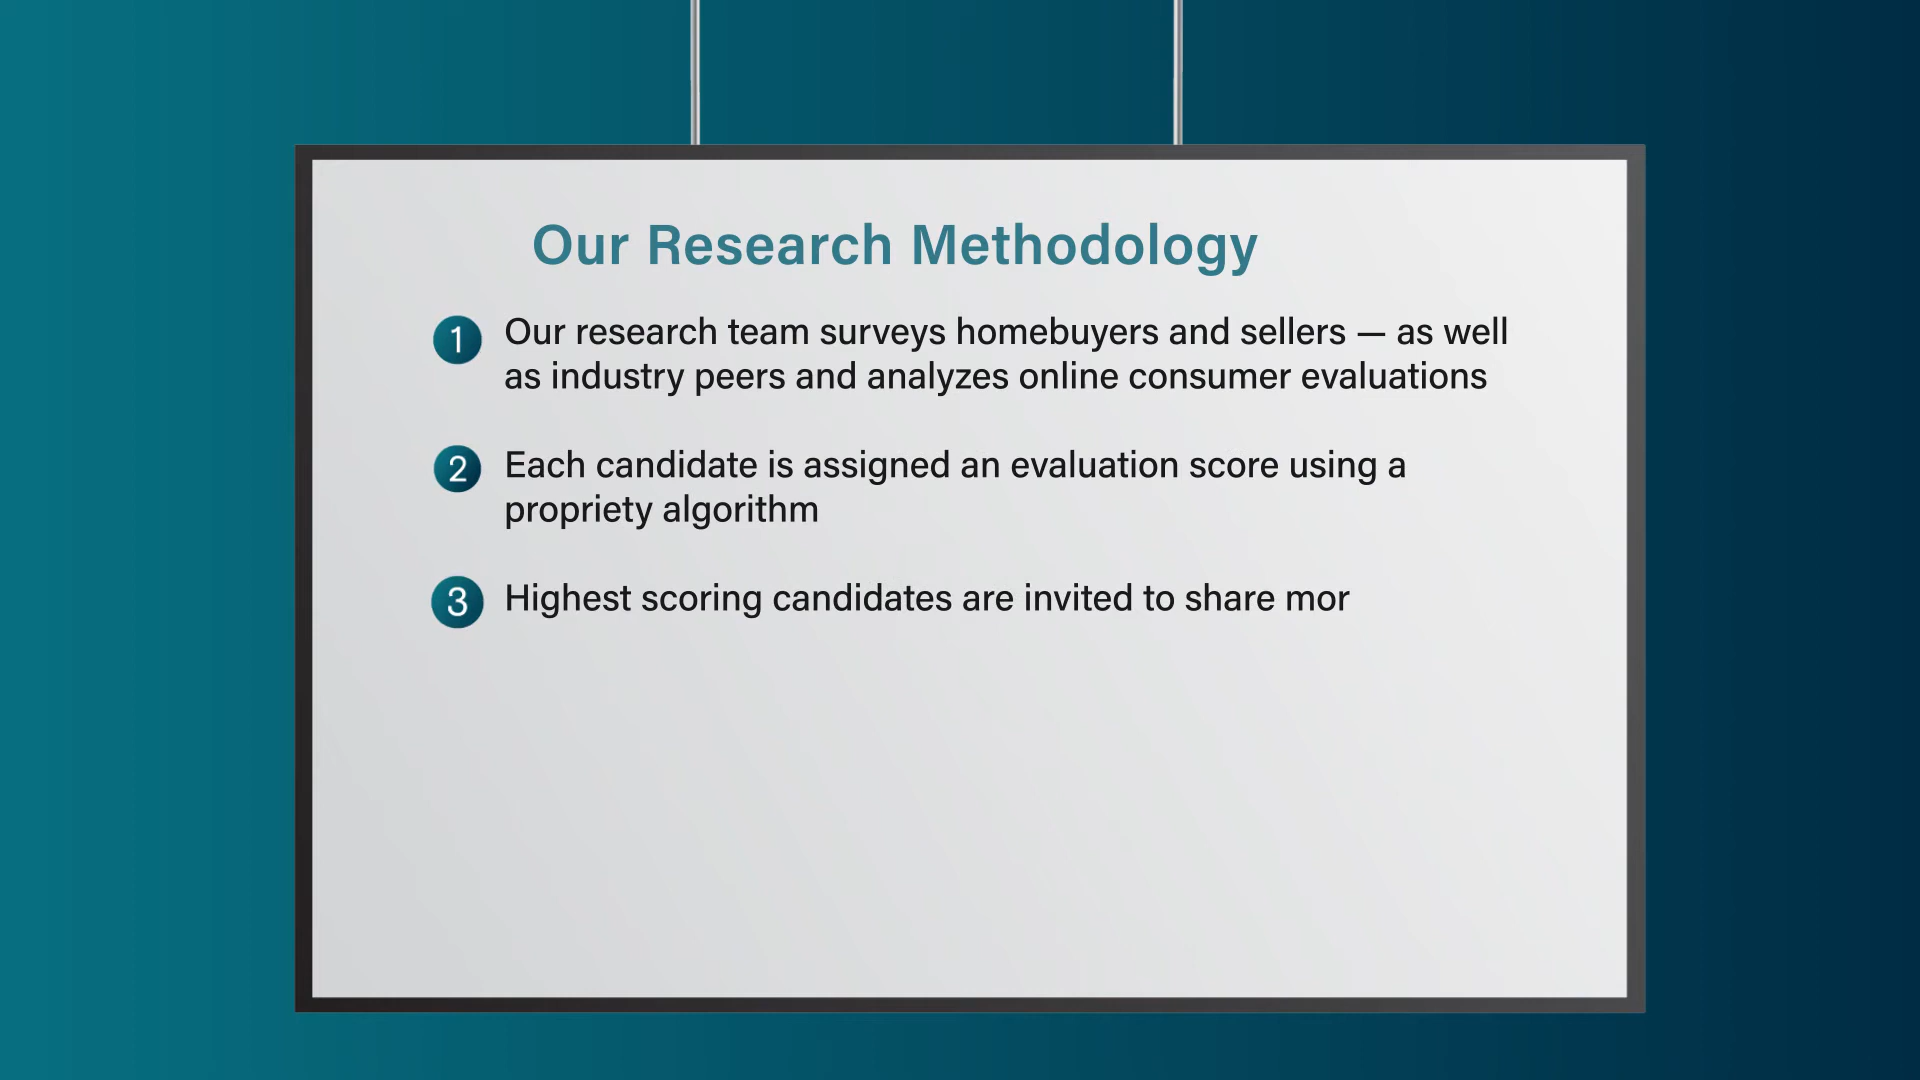 Our Research Methodology
1 Our research team surveys homebuyers and sellers — as well
as industry peers and analyzes online consumer evaluations
2 Each candidate is assigned an evaluation score using a
propriety algorithm
3 Highest scoring candidates are invited to share mor